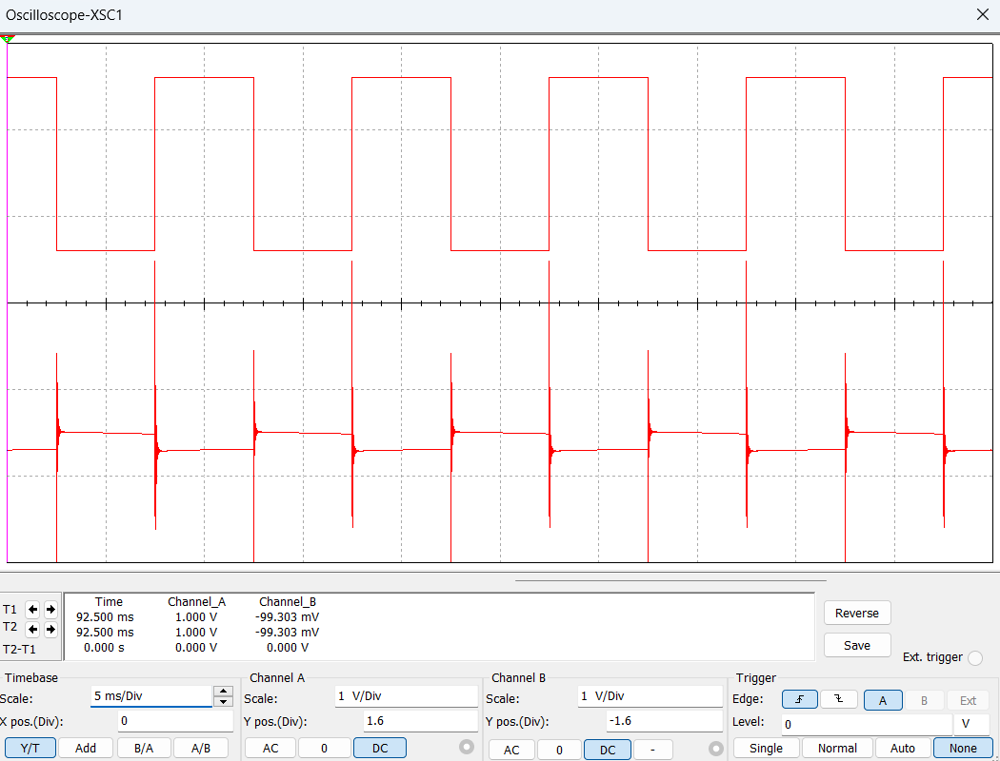 Oscilloscope-XSC1
Time Channel_A Channel_B
T1 92.500 ms 1.000 V -99.303 mV
T2 92.500 ms 1.000 V -99.303 mV
T2-T1 0.000 s 0.000 V 0.000 V
Reverse
Save
Ext. trigger
Timebase
Scale: 5 ms/Div
X pos.(Div): 0
Y/T Add B/A A/B
Channel A
Scale: 1 V/Div
Y pos.(Div): 1.6
AC 0 DC
Channel B
Scale: 1 V/Div
Y pos.(Div): -1.6
AC 0 DC -
Trigger
Edge: A B Ext
Level: 0 V
Single Normal Auto None